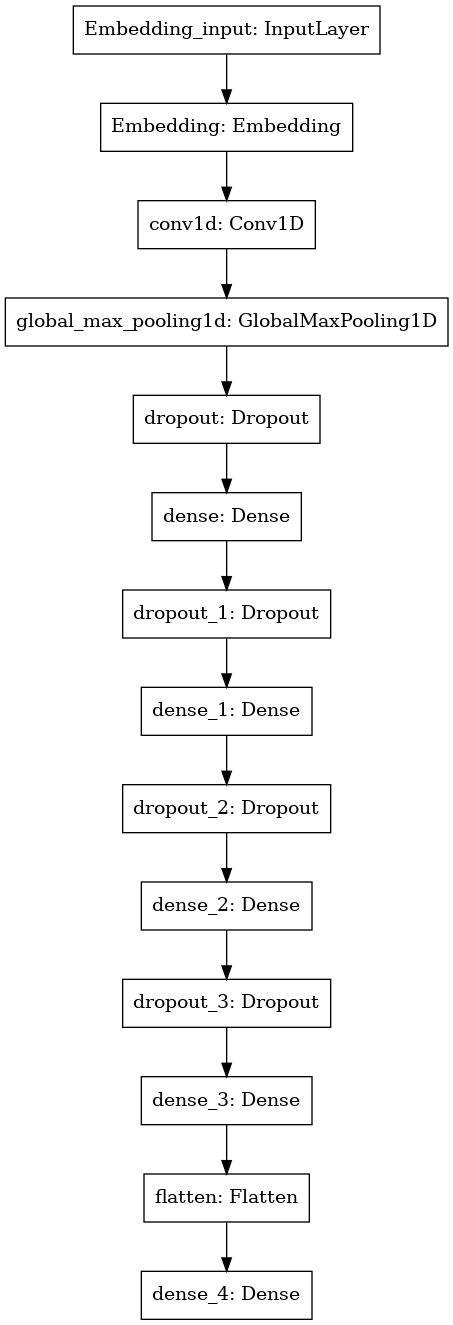 Embedding_input: InputLayer
Embedding: Embedding
conv1d: Conv1D
global_max_pooling1d: GlobalMaxPooling1D
dropout: Dropout
dense: Dense
dropout_1: Dropout
dense_1: Dense
dropout_2: Dropout
dense_2: Dense
dropout_3: Dropout
dense_3: Dense
flatten: Flatten
dense_4: Dense